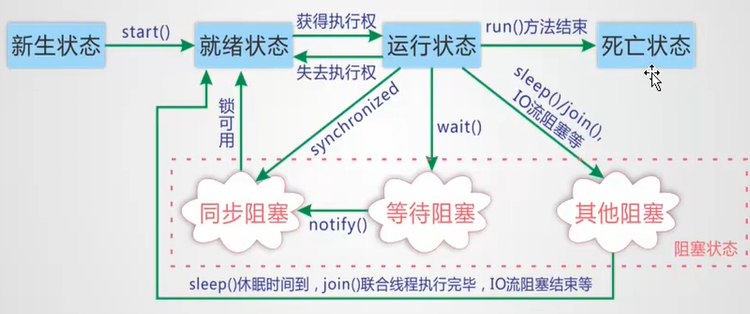 新生状态
start()
就绪状态
获得执行权
失去执行权
运行状态
run()方法结束
死亡状态
锁可用
synchronized
wait()
sleep()/join(),
IO流阻塞等
同步阻塞
notify()
等待阻塞
其他阻塞
阻塞状态
sleep()休眠时间到，join()联合线程执行完毕，IO流阻塞结束等